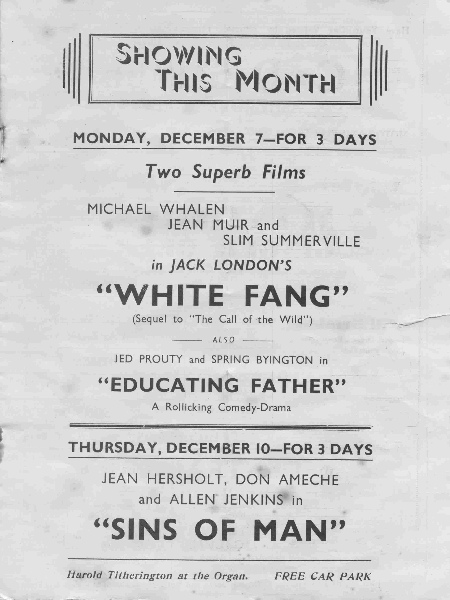 SHOWING
THIS MONTH
MONDAY, DECEMBER 7—FOR 3 DAYS
Two Superb Films
MICHAEL WHALEN
JEAN MUIR and
SLIM SUMMERVILLE
in JACK LONDON'S
"WHITE FANG"
(Sequel to "The Call of the Wild")
ALSO
JED PROUTY and SPRING BYINGTON in
"EDUCATING FATHER"
A Rollicking Comedy-Drama
THURSDAY, DECEMBER 10—FOR 3 DAYS
JEAN HERSHOLT, DON AMECHE
and ALLEN JENKINS in
"SINS OF MAN"
Harold Titherington at the Organ. FREE CAR PARK